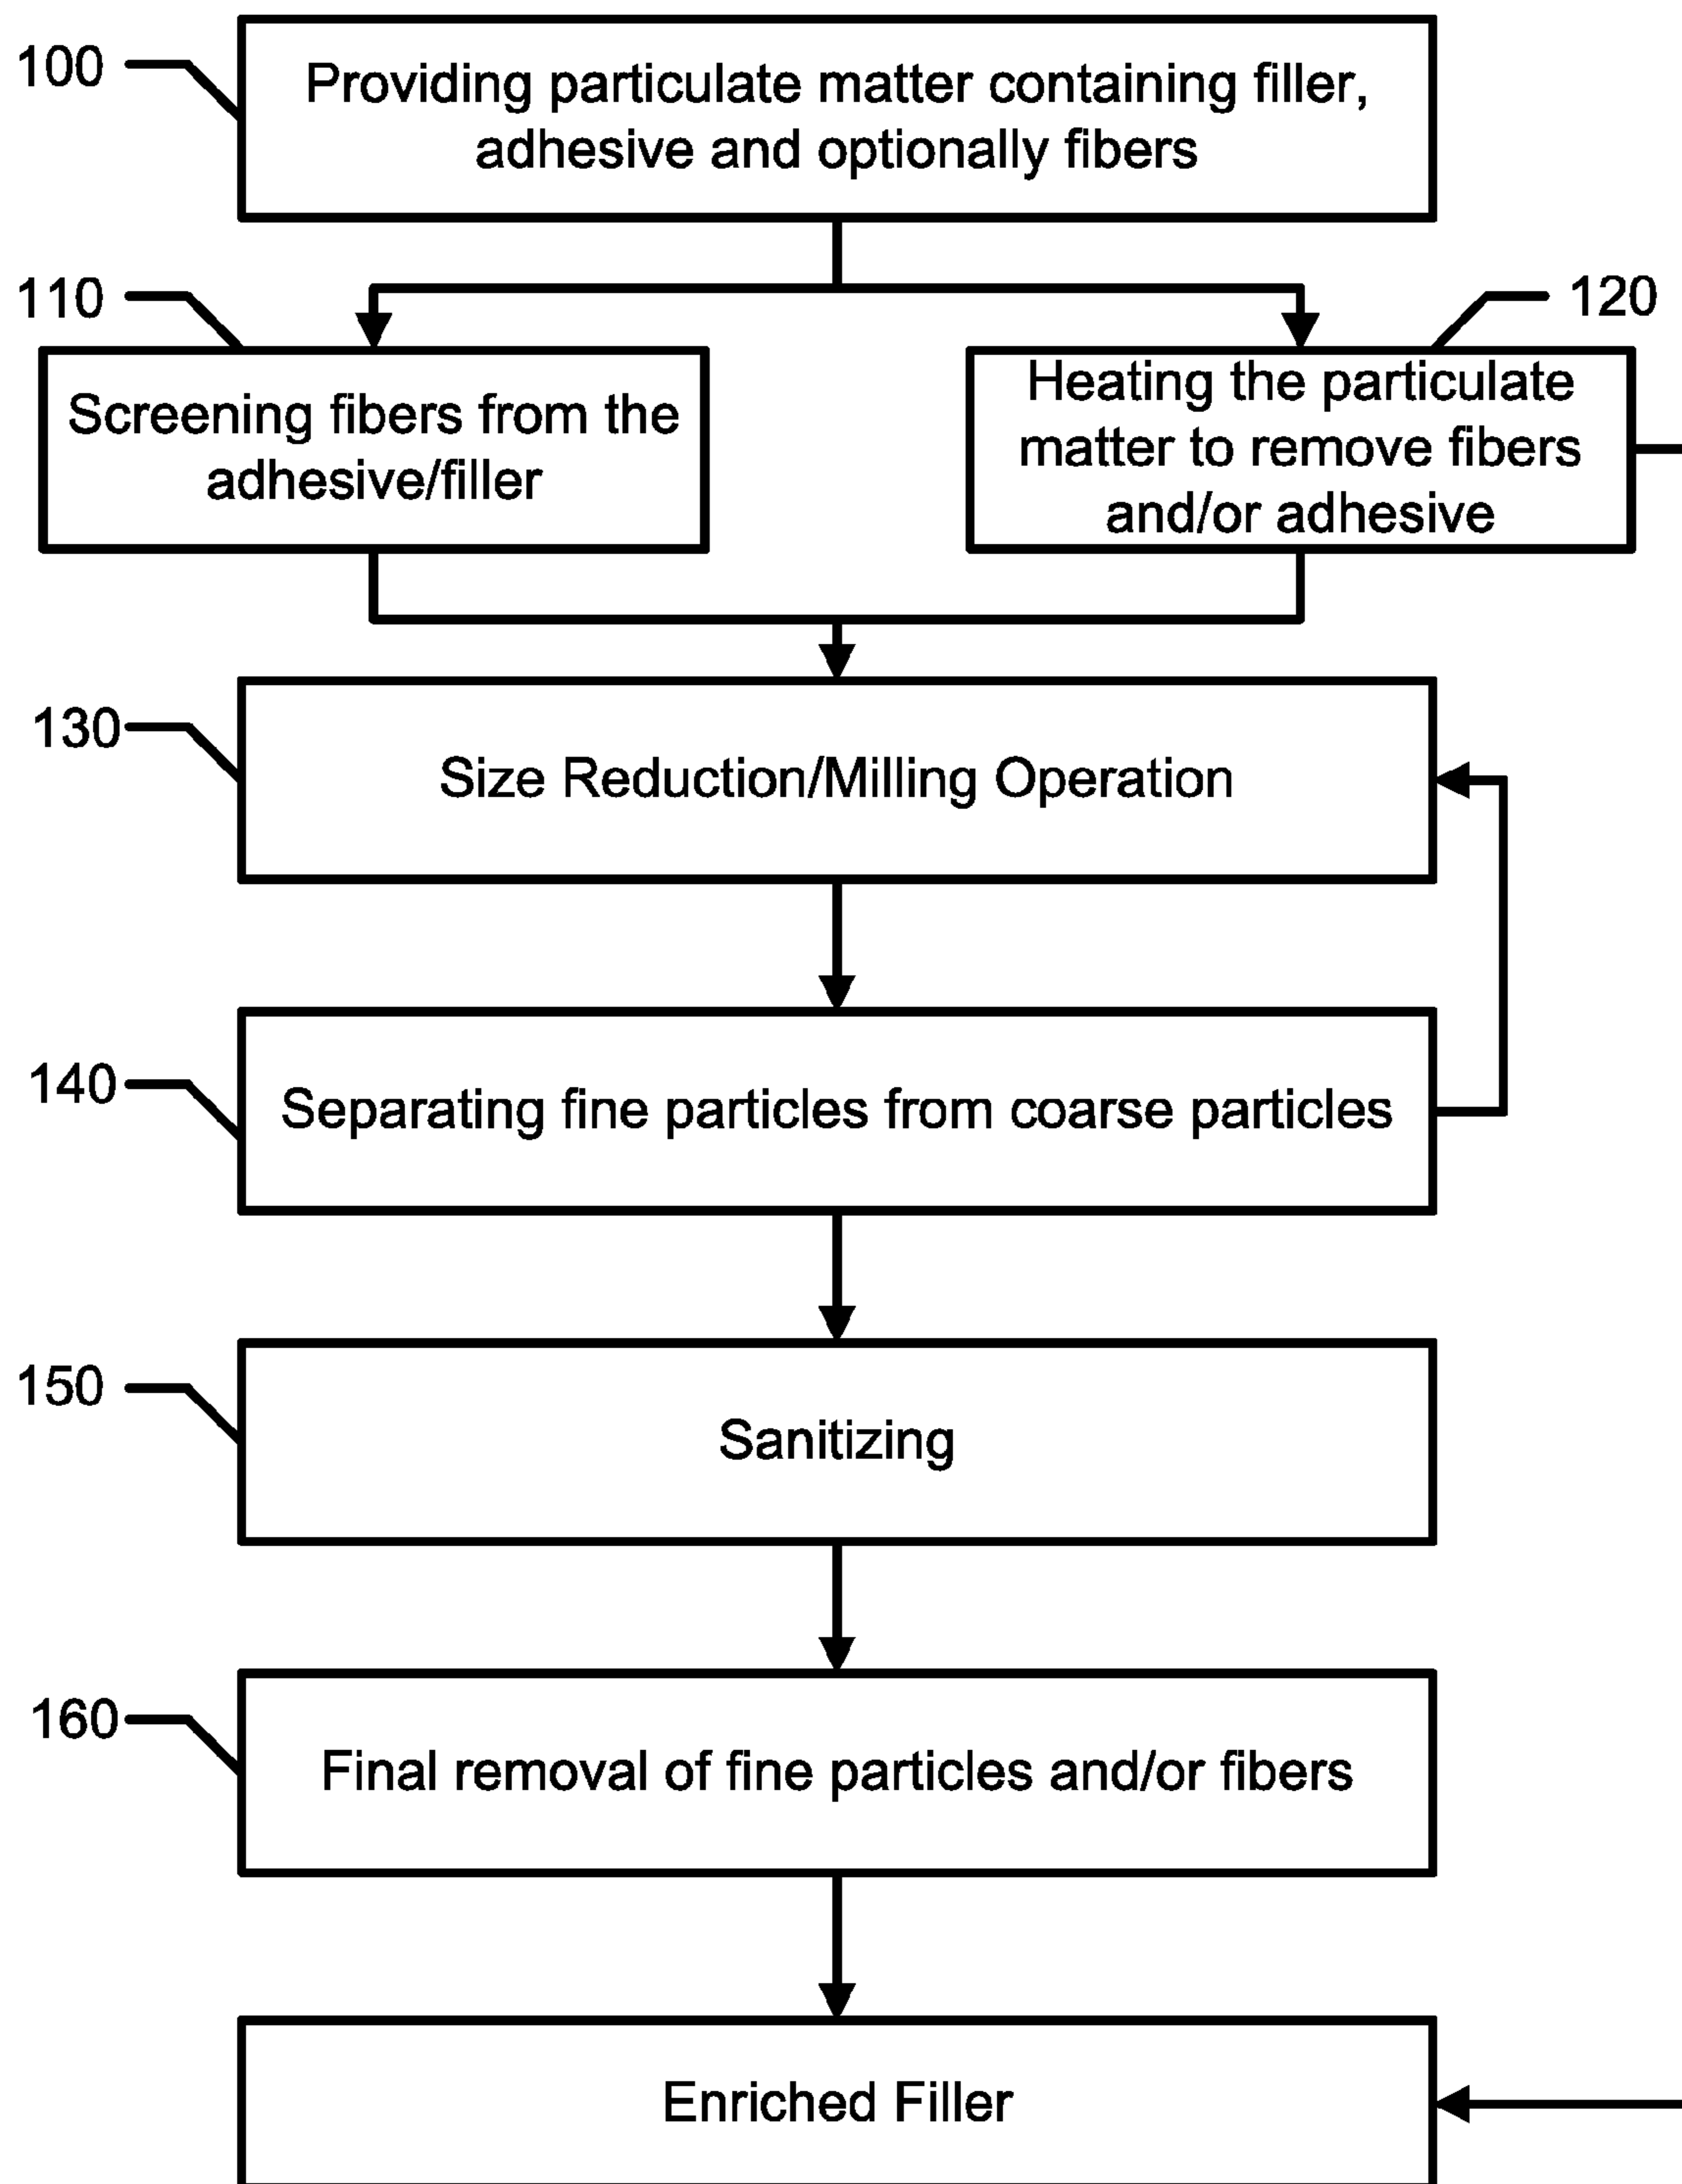 100
Providing particulate matter containing filler,
adhesive and optionally fibers
110
120
Screening fibers from the
adhesive/filler
Heating the particulate
matter to remove fibers
and/or adhesive
130
Size Reduction/Milling Operation
140
Separating fine particles from coarse particles
150
Sanitizing
160
Final removal of fine particles and/or fibers
Enriched Filler